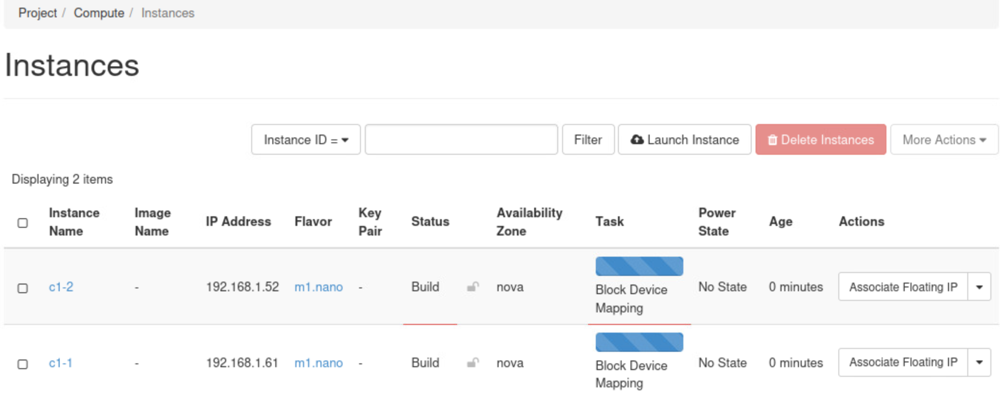 Project / Compute / Instances
Instances
Instance ID = Filter Launch Instance Delete Instances More Actions
Displaying 2 items
Instance Name Image Name IP Address Flavor Key Pair Status Availability Zone Task Power State Age Actions
c1-2 - 192.168.1.52 m1.nano - Build nova Block Device Mapping No State 0 minutes Associate Floating IP
c1-1 - 192.168.1.61 m1.nano - Build nova Block Device Mapping No State 0 minutes Associate Floating IP